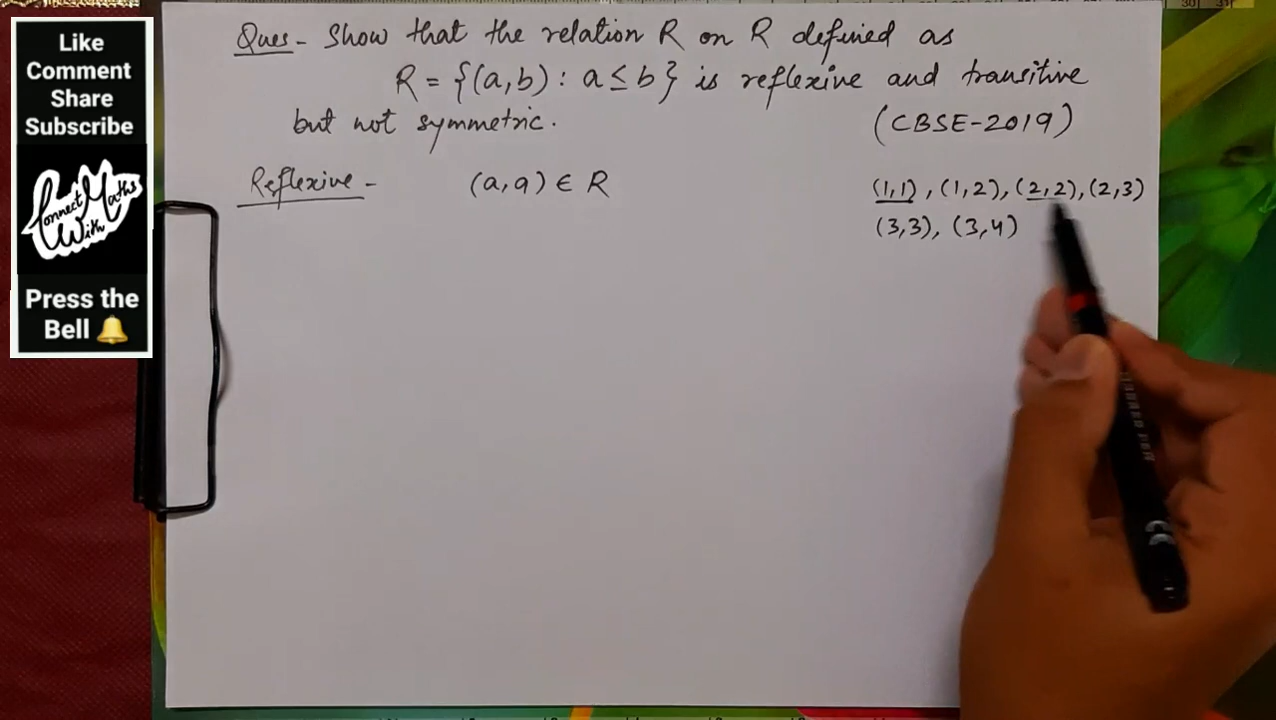 Like
Comment
Share
Subscribe
Connect
Maths
With
Press the
Bell 🔔
Ques - Show that the relation R on R defined as
R = {(a,b) : a ≤ b} is reflexive and transitive
but not symmetric.
(CBSE-2019)
Reflexive - (a,a) ∈ R
(1,1), (1,2), (2,2), (2,3)
(3,3), (3,4)